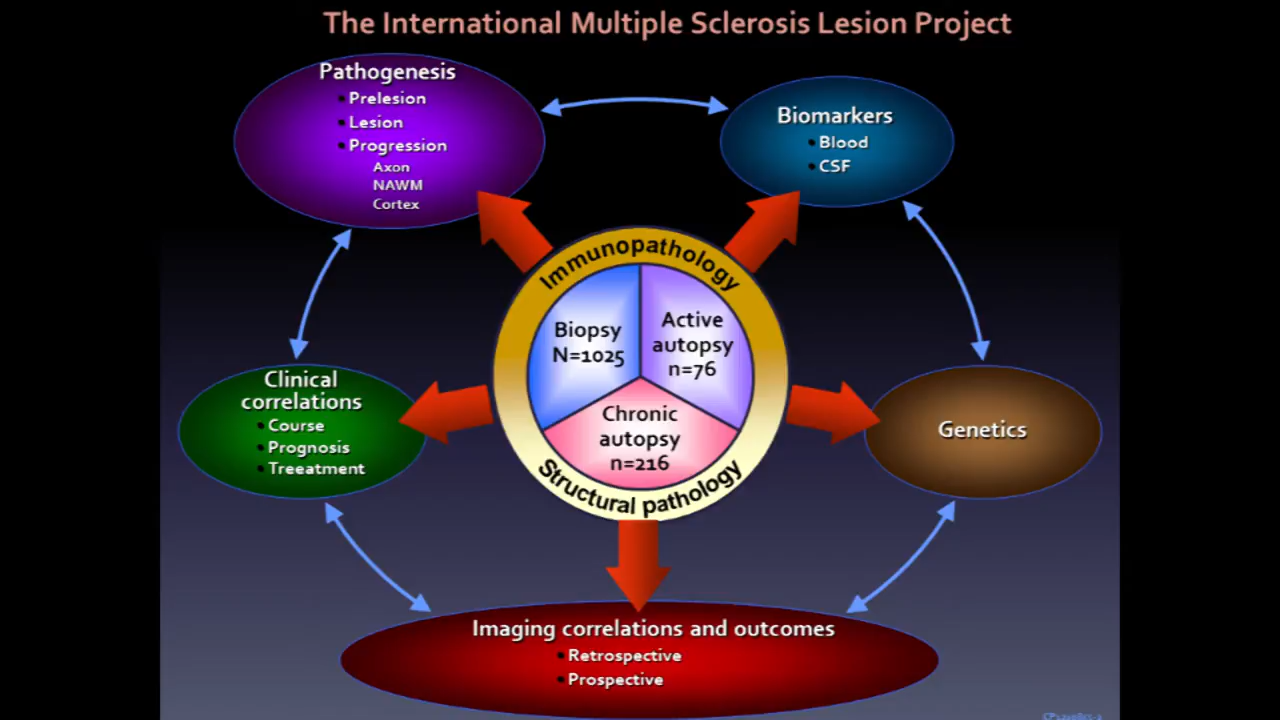 The International Multiple Sclerosis Lesion Project
Pathogenesis
• Prelesion
• Lesion
• Progression
Axon
NAWM
Cortex
Biomarkers
• Blood
• CSF
Immunopathology
Biopsy
N=1025
Active
autopsy
n=76
Chronic
autopsy
n=216
Structural pathology
Clinical
correlations
• Course
• Prognosis
• Treeatment
Genetics
Imaging correlations and outcomes
• Retrospective
• Prospective